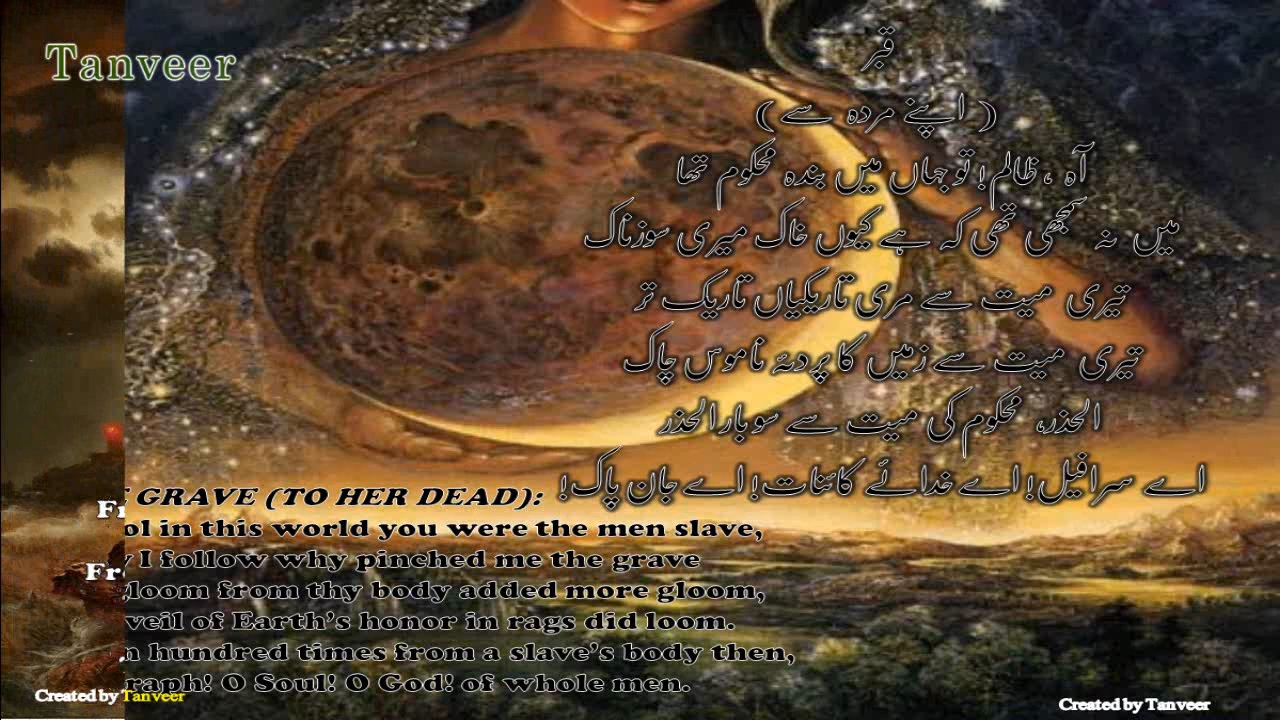 Tanveer
قبر
( اپنے مردہ سے )
آہ ، ظالم! تو جہاں میں بندہ محکوم تھا
میں نہ سمجھی تھی کہ ہے کیوں خاک میری سوزناک
تیری میت سے مری تاریکیاں تاریک تر
تیری میت سے زمیں کا پردۂ ناموس چاک
الحذر، محکوم کی میت سے سو بار الحذر
اے سرافیل! اے خدائے کائنات! اے جان پاک!
GRAVE (TO HER DEAD):
in this world you were the men slave,
I follow why pinched me the grave
gloom from thy body added more gloom,
veil of Earth's honor in rags did loom.
hundred times from a slave's body then,
raph! O Soul! O God! of whole men.
Created by Tanveer
Created by Tanveer